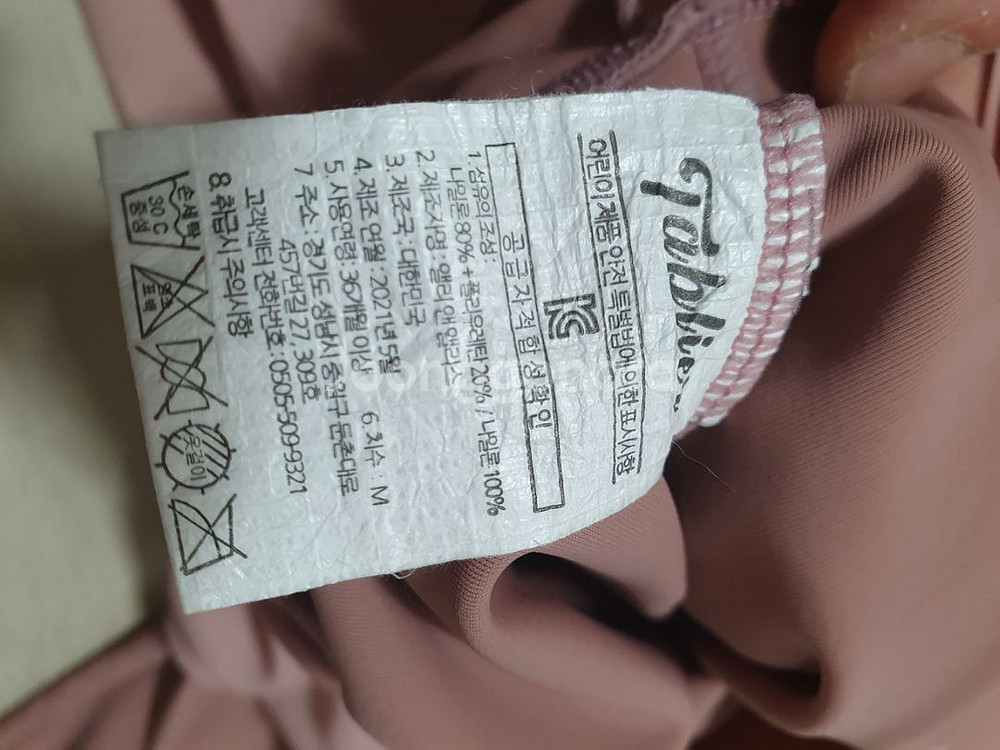 어린이제품 안전 특별법에 의한 표시사항
KC
공급자적합성확인
1. 섬유의 조성:
나일론 80% + 폴리우레탄 20% / 나일론 100%
2. 제조자명: 앨리앤앨리스
3. 제조국: 대한민국
4. 제조연월: 2021년 5월 6. 치수 : M
5. 사용연령: 36개월 이상
7. 주소: 경기도 성남시 중원구 둔촌대로
457번길 27 309호
고객센터 전화번호: 0505-509-9321
8. 취급시 주의사항
손세탁
30 C
중성
염소
표백
옷걸이